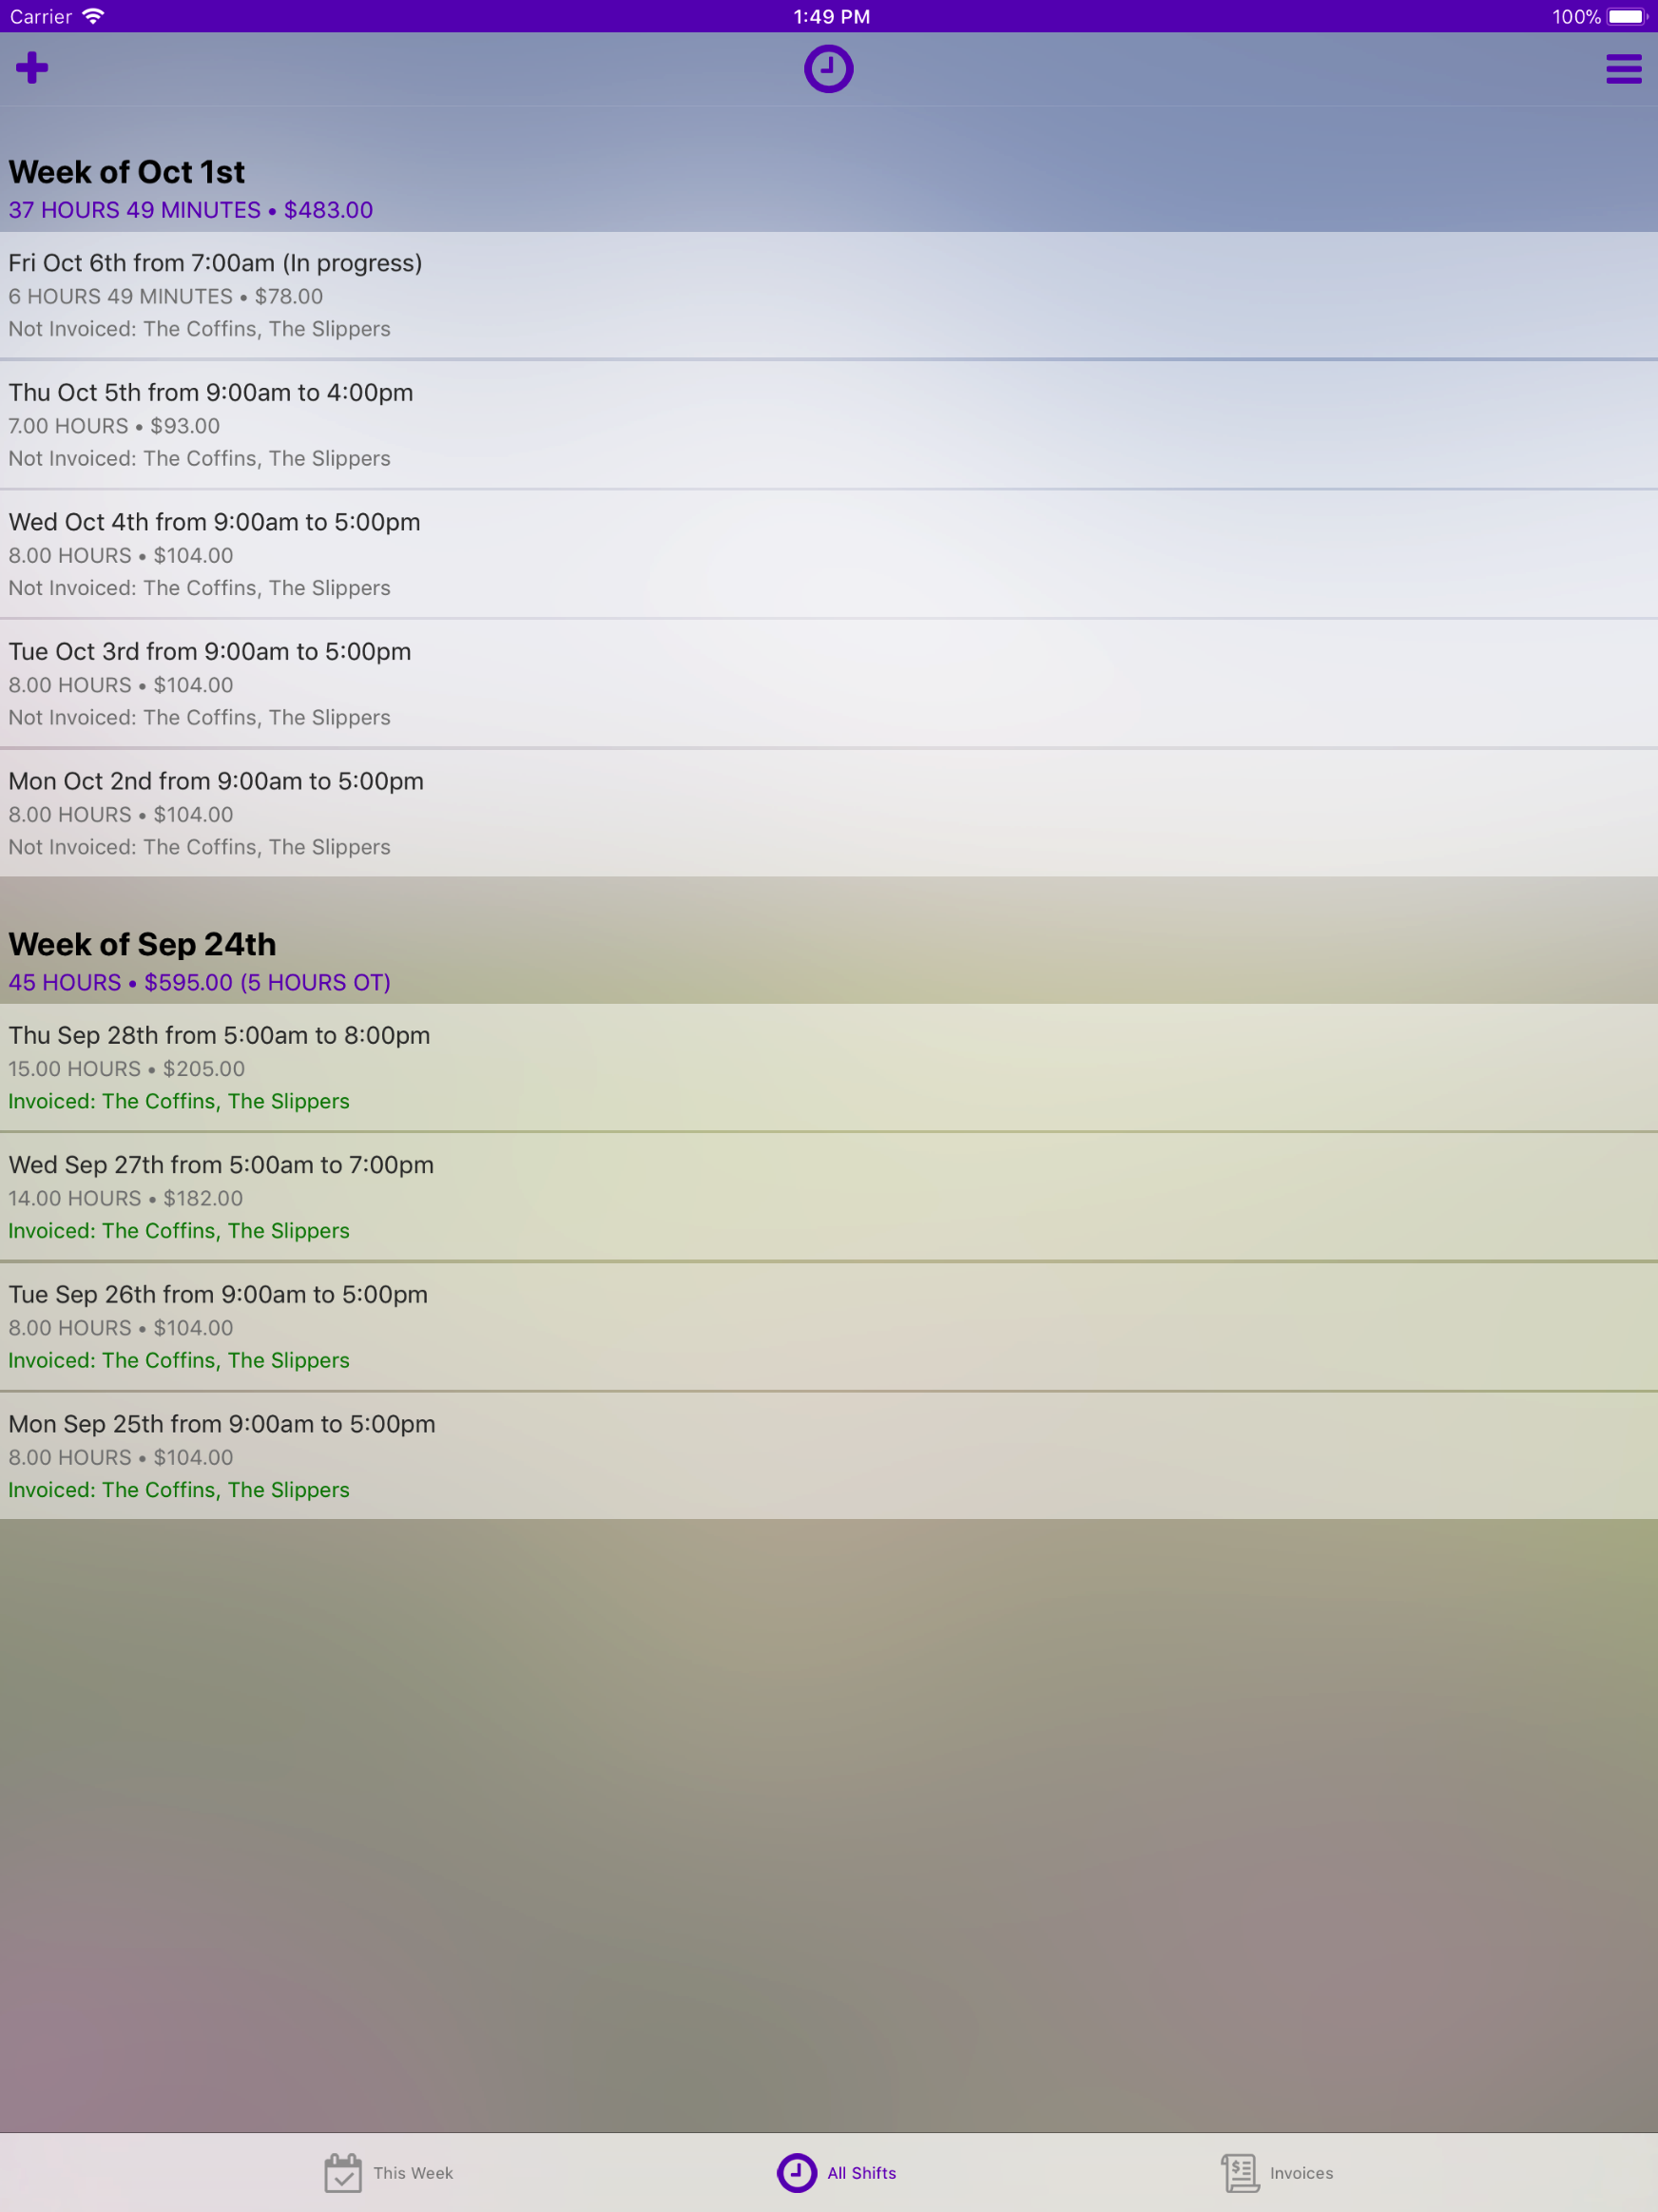 Carrier 1:49 PM 100%
Week of Oct 1st
37 HOURS 49 MINUTES • $483.00
Fri Oct 6th from 7:00am (In progress)
6 HOURS 49 MINUTES • $78.00
Not Invoiced: The Coffins, The Slippers
Thu Oct 5th from 9:00am to 4:00pm
7.00 HOURS • $93.00
Not Invoiced: The Coffins, The Slippers
Wed Oct 4th from 9:00am to 5:00pm
8.00 HOURS • $104.00
Not Invoiced: The Coffins, The Slippers
Tue Oct 3rd from 9:00am to 5:00pm
8.00 HOURS • $104.00
Not Invoiced: The Coffins, The Slippers
Mon Oct 2nd from 9:00am to 5:00pm
8.00 HOURS • $104.00
Not Invoiced: The Coffins, The Slippers
Week of Sep 24th
45 HOURS • $595.00 (5 HOURS OT)
Thu Sep 28th from 5:00am to 8:00pm
15.00 HOURS • $205.00
Invoiced: The Coffins, The Slippers
Wed Sep 27th from 5:00am to 7:00pm
14.00 HOURS • $182.00
Invoiced: The Coffins, The Slippers
Tue Sep 26th from 9:00am to 5:00pm
8.00 HOURS • $104.00
Invoiced: The Coffins, The Slippers
Mon Sep 25th from 9:00am to 5:00pm
8.00 HOURS • $104.00
Invoiced: The Coffins, The Slippers
This Week All Shifts $ Invoices